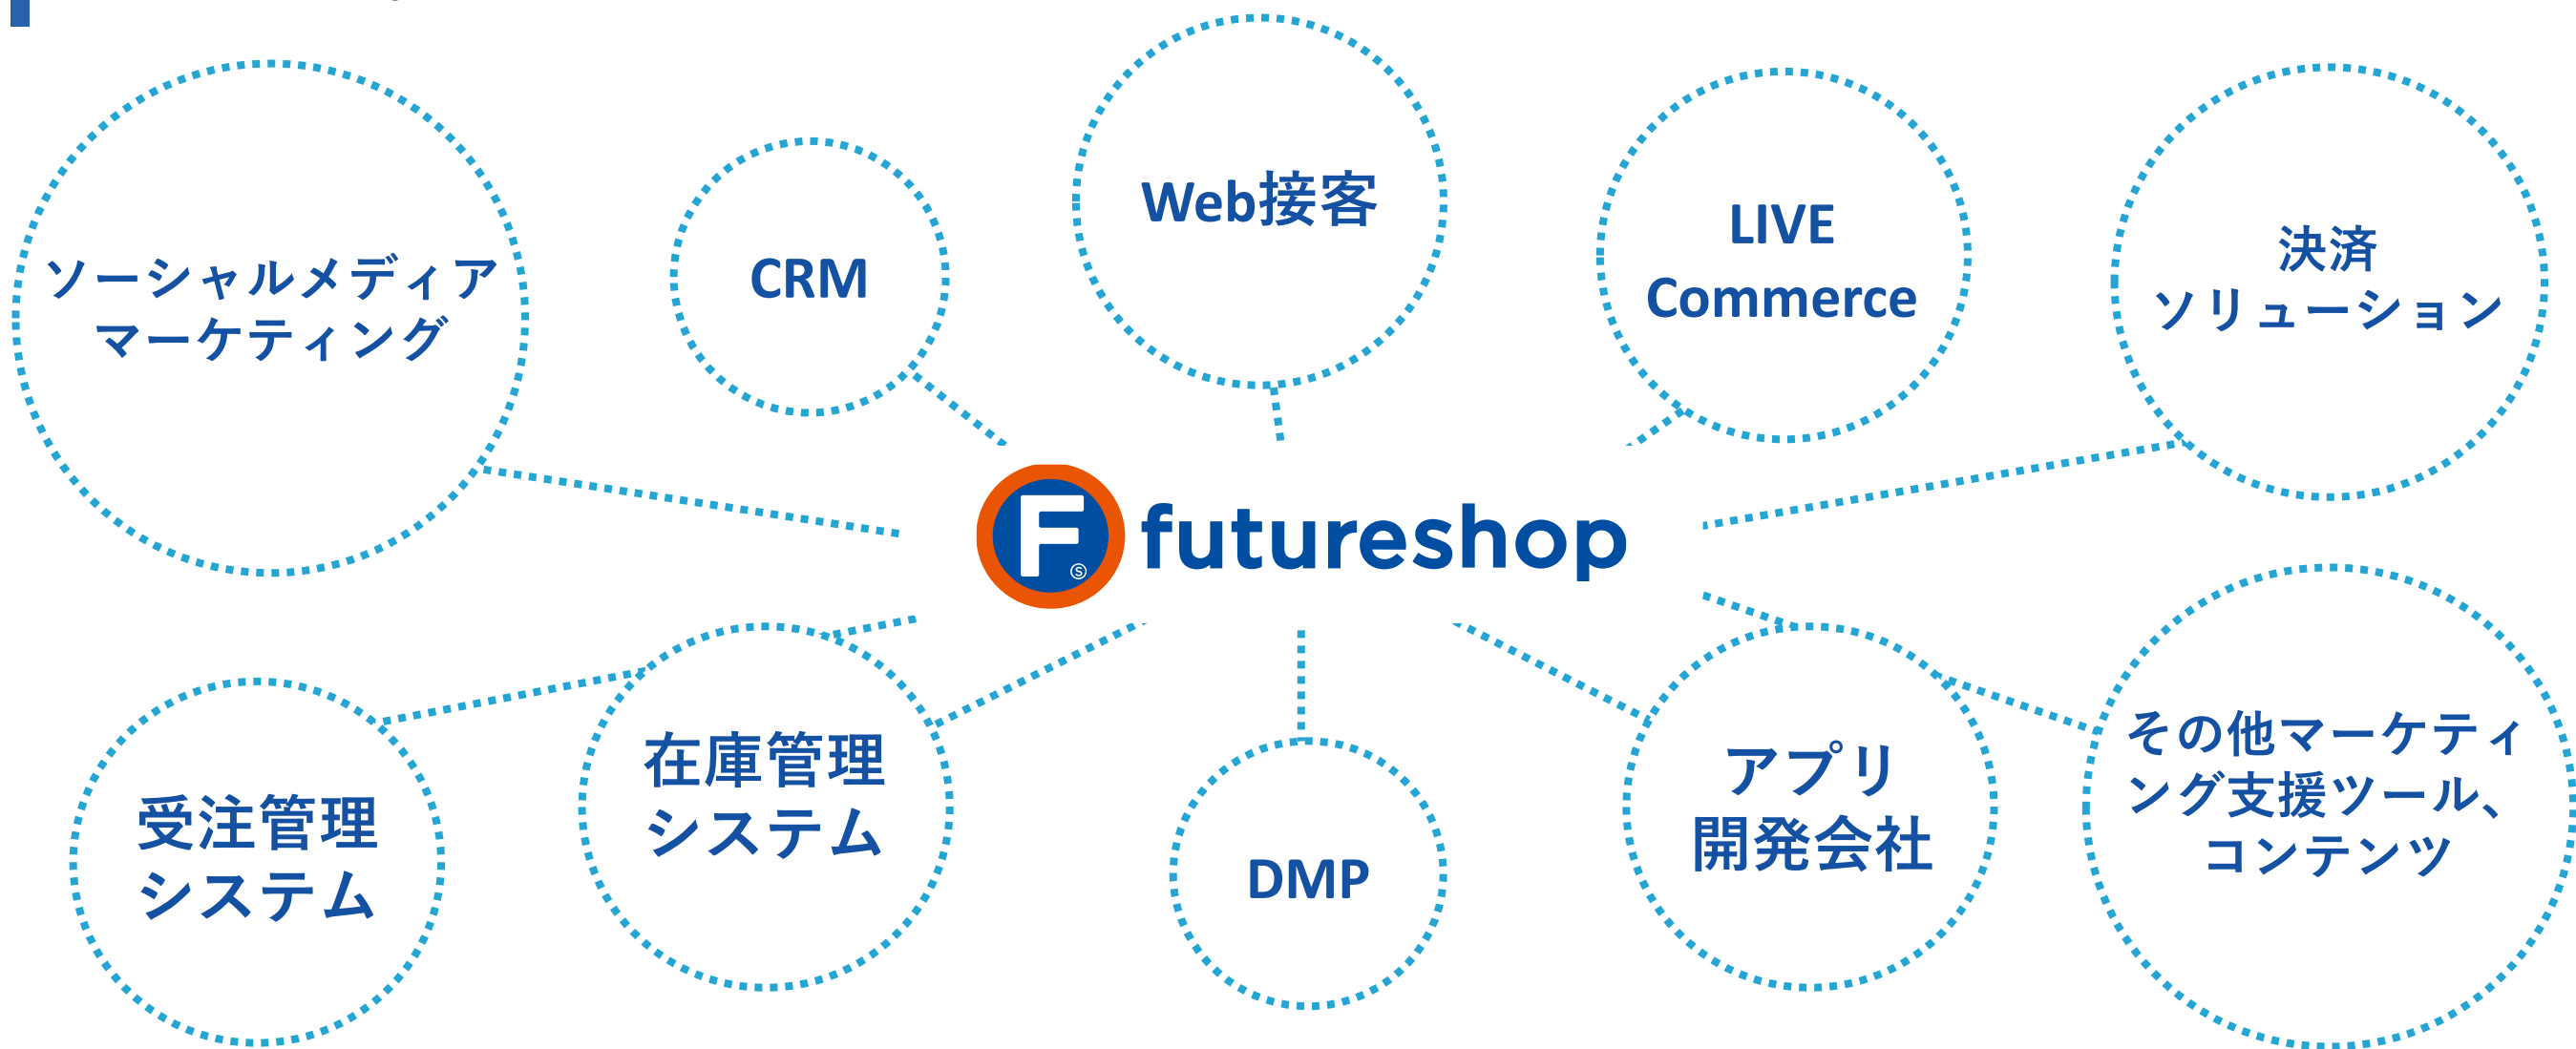 ソーシャルメディア
マーケティング
CRM
Web接客
LIVE
Commerce
決済
ソリューション
F
S
futureshop
受注管理
システム
在庫管理
システム
DMP
アプリ
開発会社
その他マーケティ
ング支援ツール、
コンテンツ